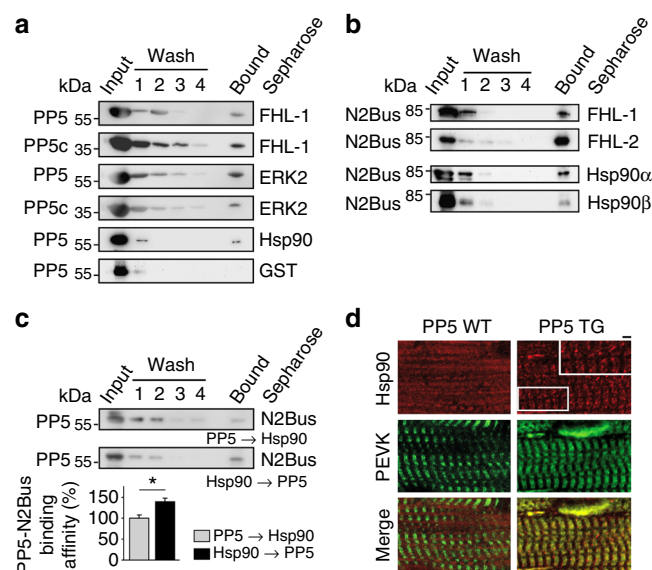 a
Input
Wash
1 2 3 4
Bound
Sepharose
kDa
PP5 55 FHL-1
PP5c 35 FHL-1
PP5 55 ERK2
PP5c 35 ERK2
PP5 55 Hsp90
PP5 55 GST
b
Input
Wash
1 2 3 4
Bound
Sepharose
kDa
N2Bus 85 FHL-1
N2Bus 85 FHL-2
N2Bus 85 Hsp90α
N2Bus 85 Hsp90β
c
Input
Wash
1 2 3 4
Bound
Sepharose
kDa
PP5 55 N2Bus
PP5 → Hsp90
PP5 55 N2Bus
Hsp90 → PP5
PP5-N2Bus
binding
affinity (%)
150
100
50
0
*
PP5 → Hsp90
Hsp90 → PP5
d
PP5 WT PP5 TG
Hsp90
PEVK
Merge